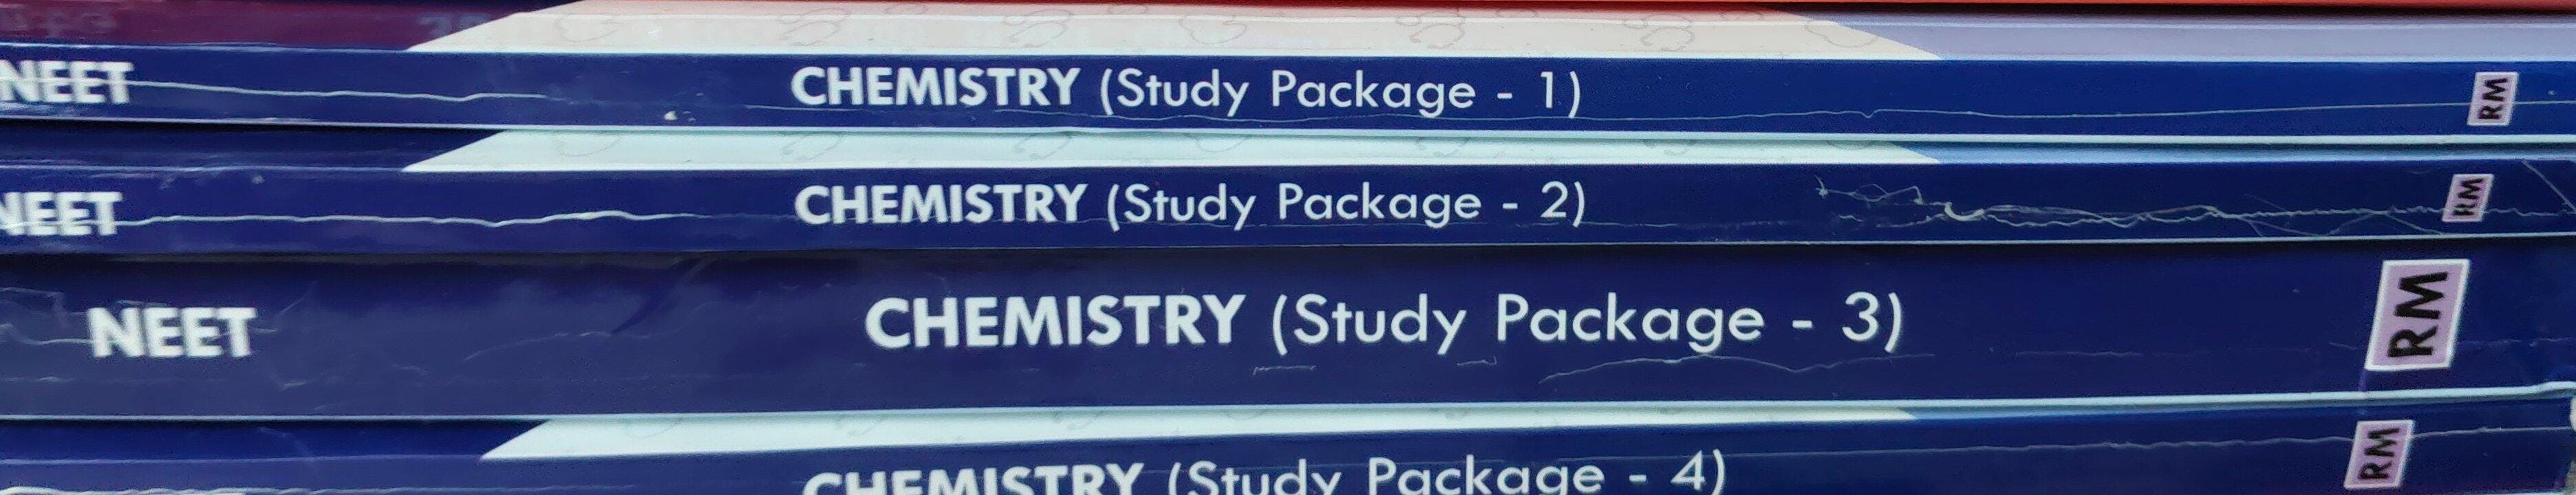 NEET CHEMISTRY (Study Package - 1) RM
NEET CHEMISTRY (Study Package - 2) RM
NEET CHEMISTRY (Study Package - 3) RM
CHEMISTRY (Study Package - 4) RM